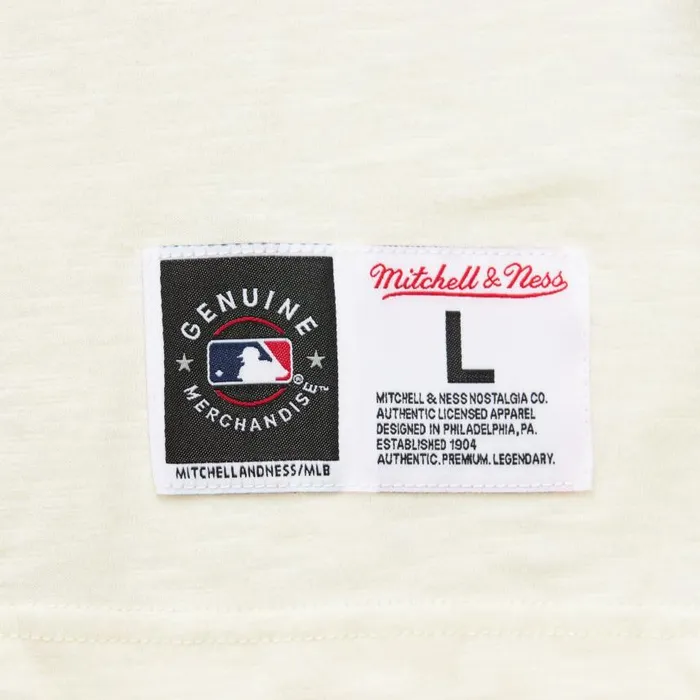 GENUINE
MERCHANDISE™
®
MITCHELLANDNESS/MLB
Mitchell & Ness
L
MITCHELL & NESS NOSTALGIA CO.
AUTHENTIC LICENSED APPAREL
DESIGNED IN PHILADELPHIA, PA.
ESTABLISHED 1904
AUTHENTIC. PREMIUM. LEGENDARY.